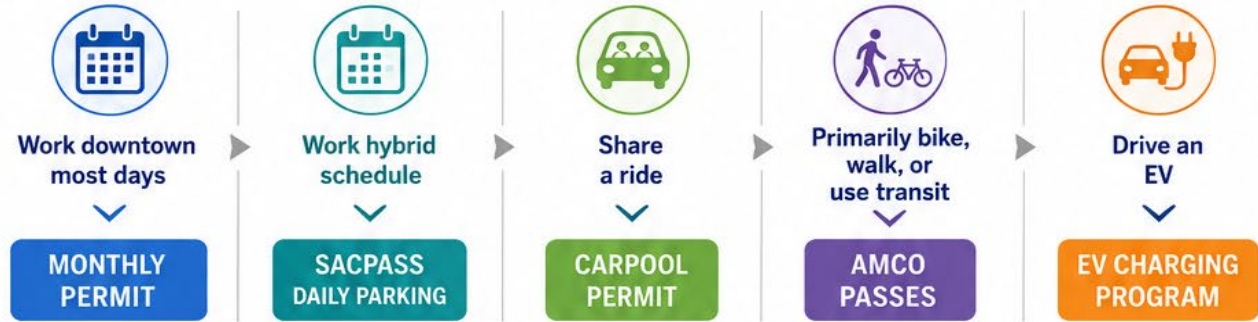 Work downtown
most days
MONTHLY
PERMIT
Work hybrid
schedule
SACPASS
DAILY PARKING
Share
a ride
CARPOOL
PERMIT
Primarily bike,
walk, or
use transit
AMCO
PASSES
Drive an
EV
EV CHARGING
PROGRAM